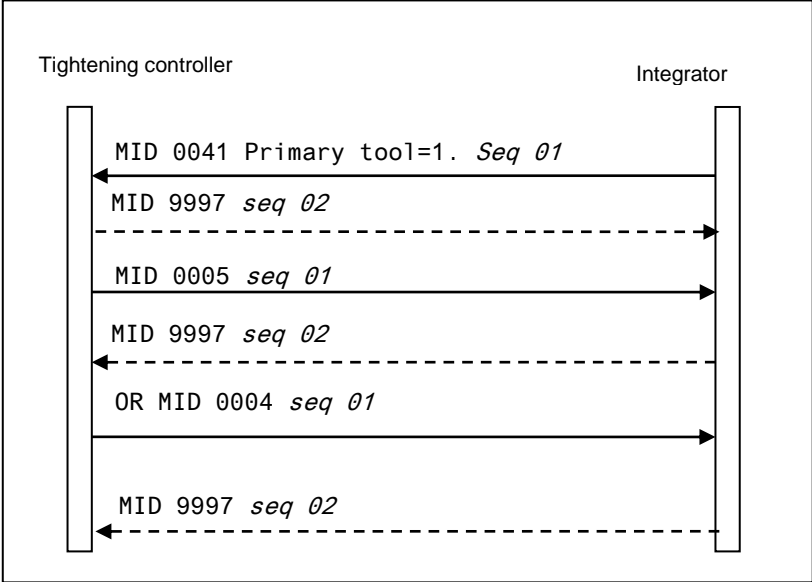 Tightening controller
Integrator
MID 0041 Primary tool=1. Seq 01
MID 9997 seq 02
MID 0005 seq 01
MID 9997 seq 02
OR MID 0004 seq 01
MID 9997 seq 02